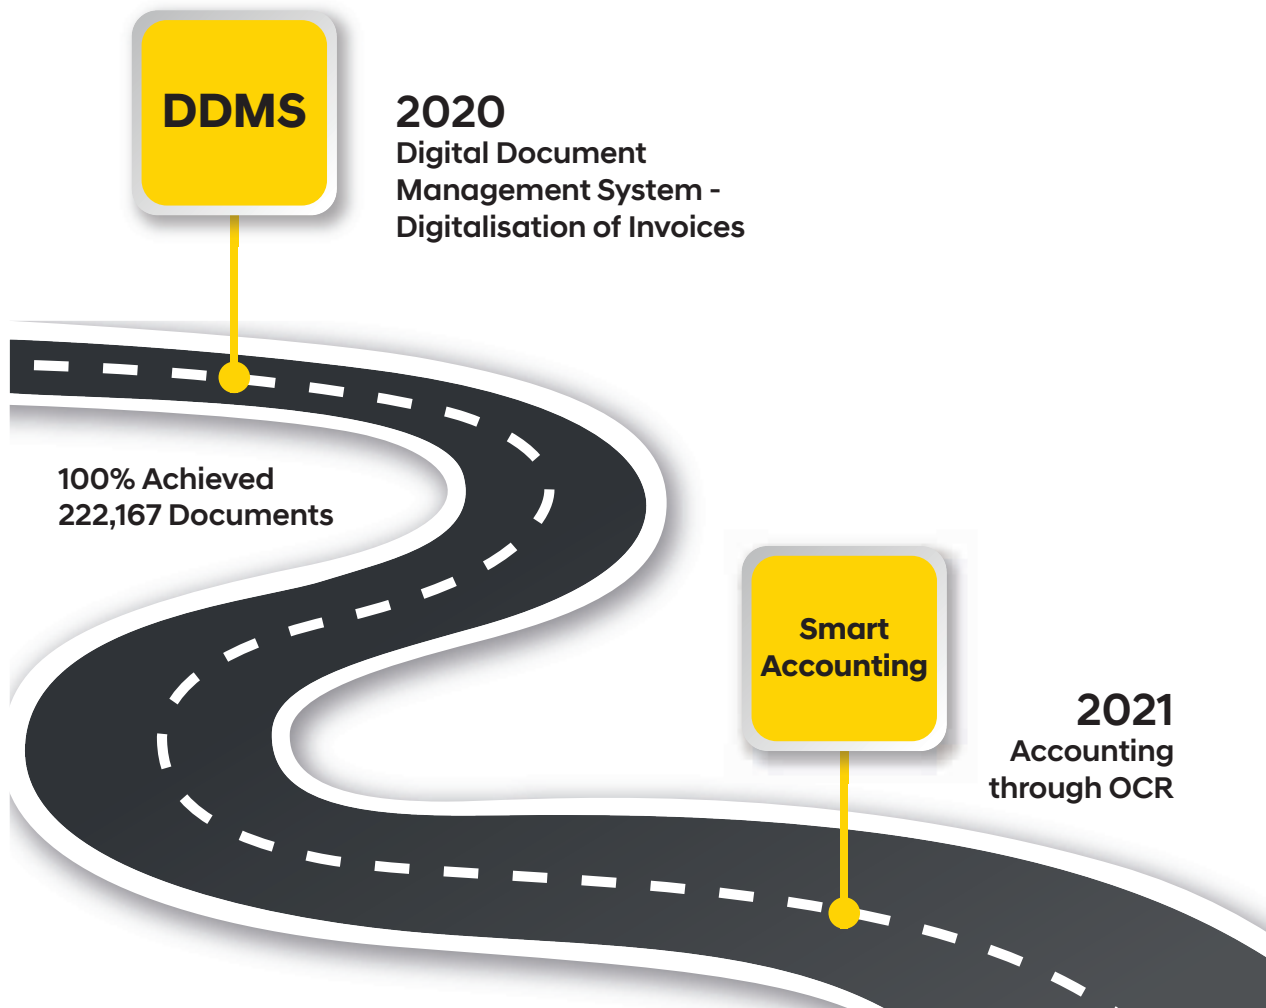 DDMS
2020
Digital Document
Management System -
Digitalisation of Invoices
100% Achieved
222,167 Documents
Smart
Accounting
2021
Accounting
through OCR